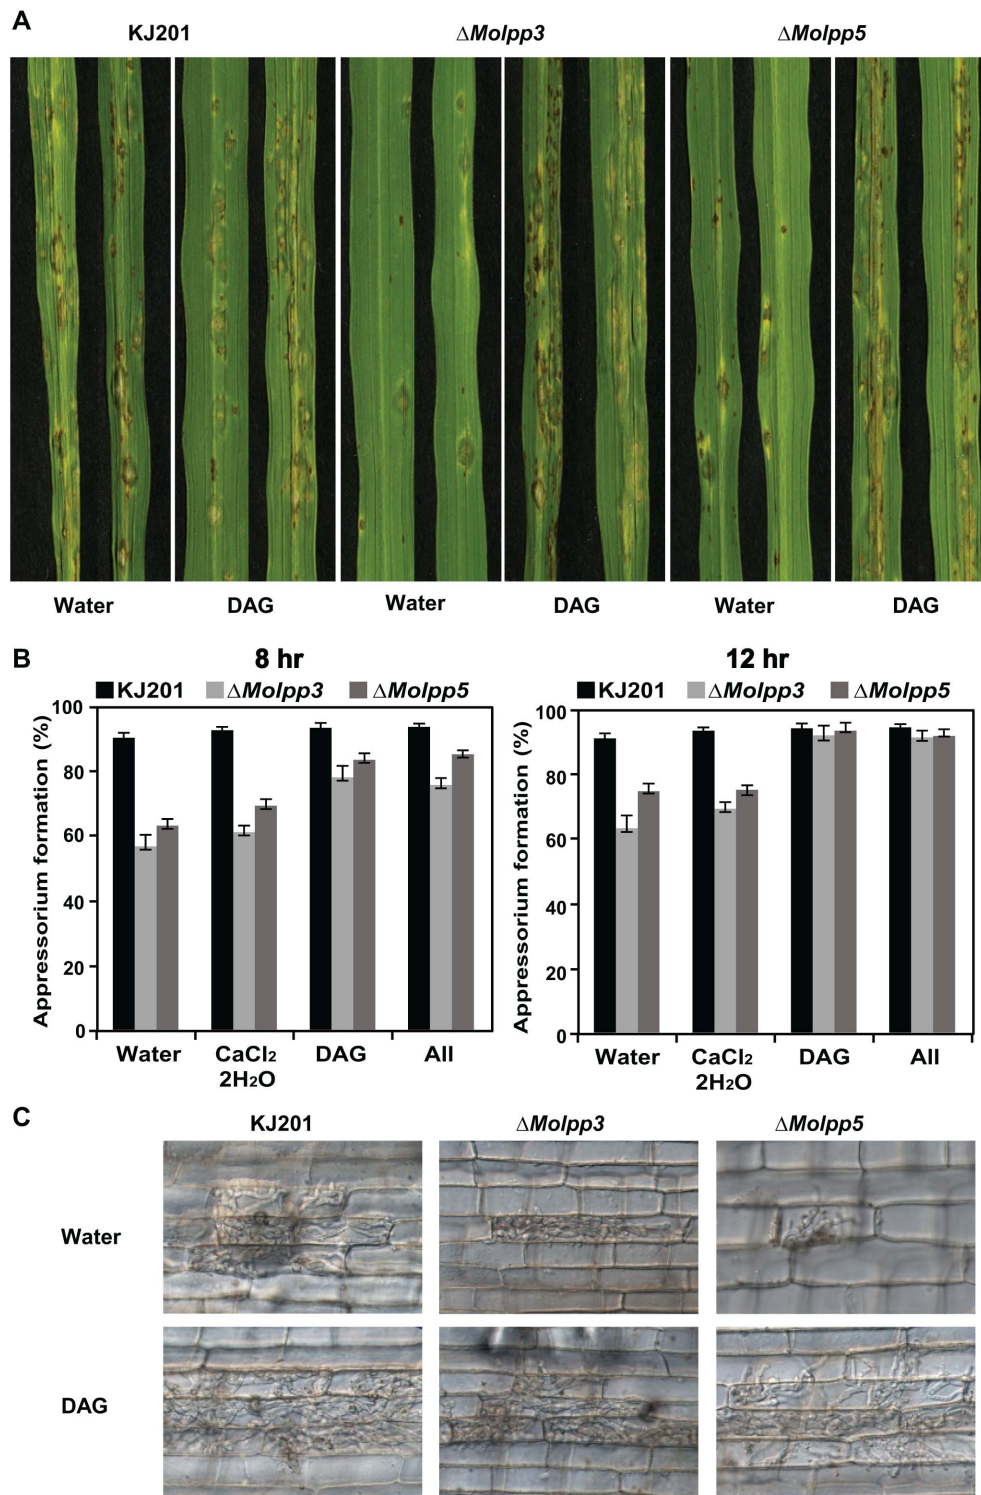 A
KJ201 ΔMolpp3 ΔMolpp5
Water DAG Water DAG Water DAG
B
8 hr
KJ201 ΔMolpp3 ΔMolpp5
Appressorium formation (%)
100
80
60
40
20
0
Water CaCl₂ DAG All
2H₂O
12 hr
KJ201 ΔMolpp3 ΔMolpp5
Appressorium formation (%)
100
80
60
40
20
0
Water CaCl₂ DAG All
2H₂O
C
KJ201 ΔMolpp3 ΔMolpp5
Water
DAG